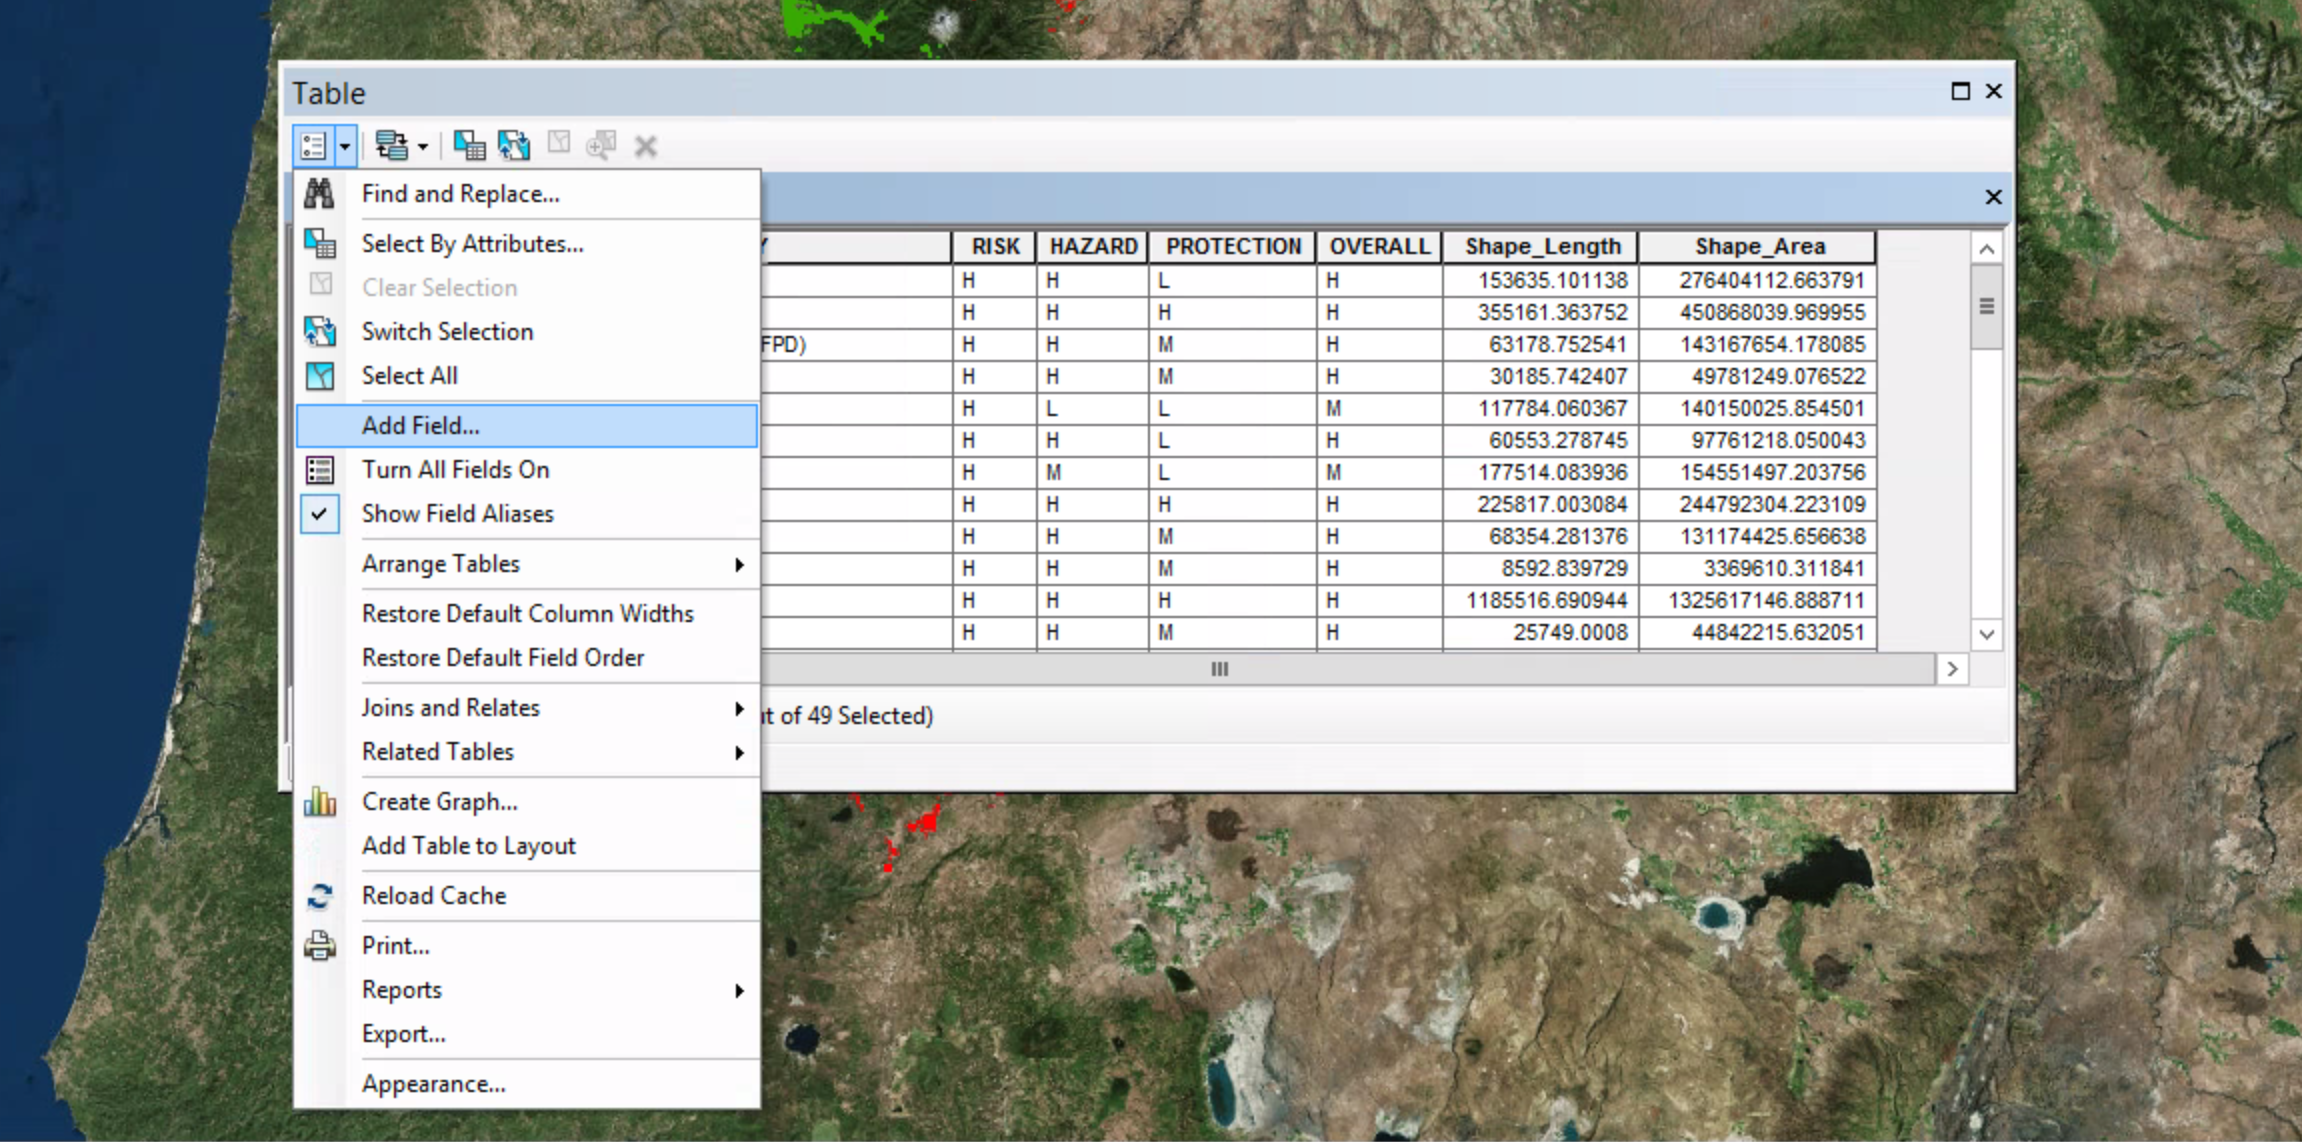 Table
Find and Replace...
Select By Attributes...
Clear Selection
Switch Selection
Select All
Add Field...
Turn All Fields On
Show Field Aliases
Arrange Tables
Restore Default Column Widths
Restore Default Field Order
Joins and Relates
Related Tables
Create Graph...
Add Table to Layout
Reload Cache
Print...
Reports
Export...
Appearance...
RISK HAZARD PROTECTION OVERALL Shape_Length Shape_Area
H H L H 153635.101138 276404112.663791
H H H H 355161.363752 450868039.969955
FPD) H H M H 63178.752541 143167654.178085
H H M H 30185.742407 49781249.076522
H L L M 117784.060367 140150025.854501
H H L H 60553.278745 97761218.050043
H M L M 177514.083936 154551497.203756
H H H H 225817.003084 244792304.223109
H H M H 68354.281376 131174425.656638
H H M H 8592.839729 3369610.311841
H H H H 1185516.690944 1325617146.888711
H H M H 25749.0008 44842215.632051
of 49 Selected)